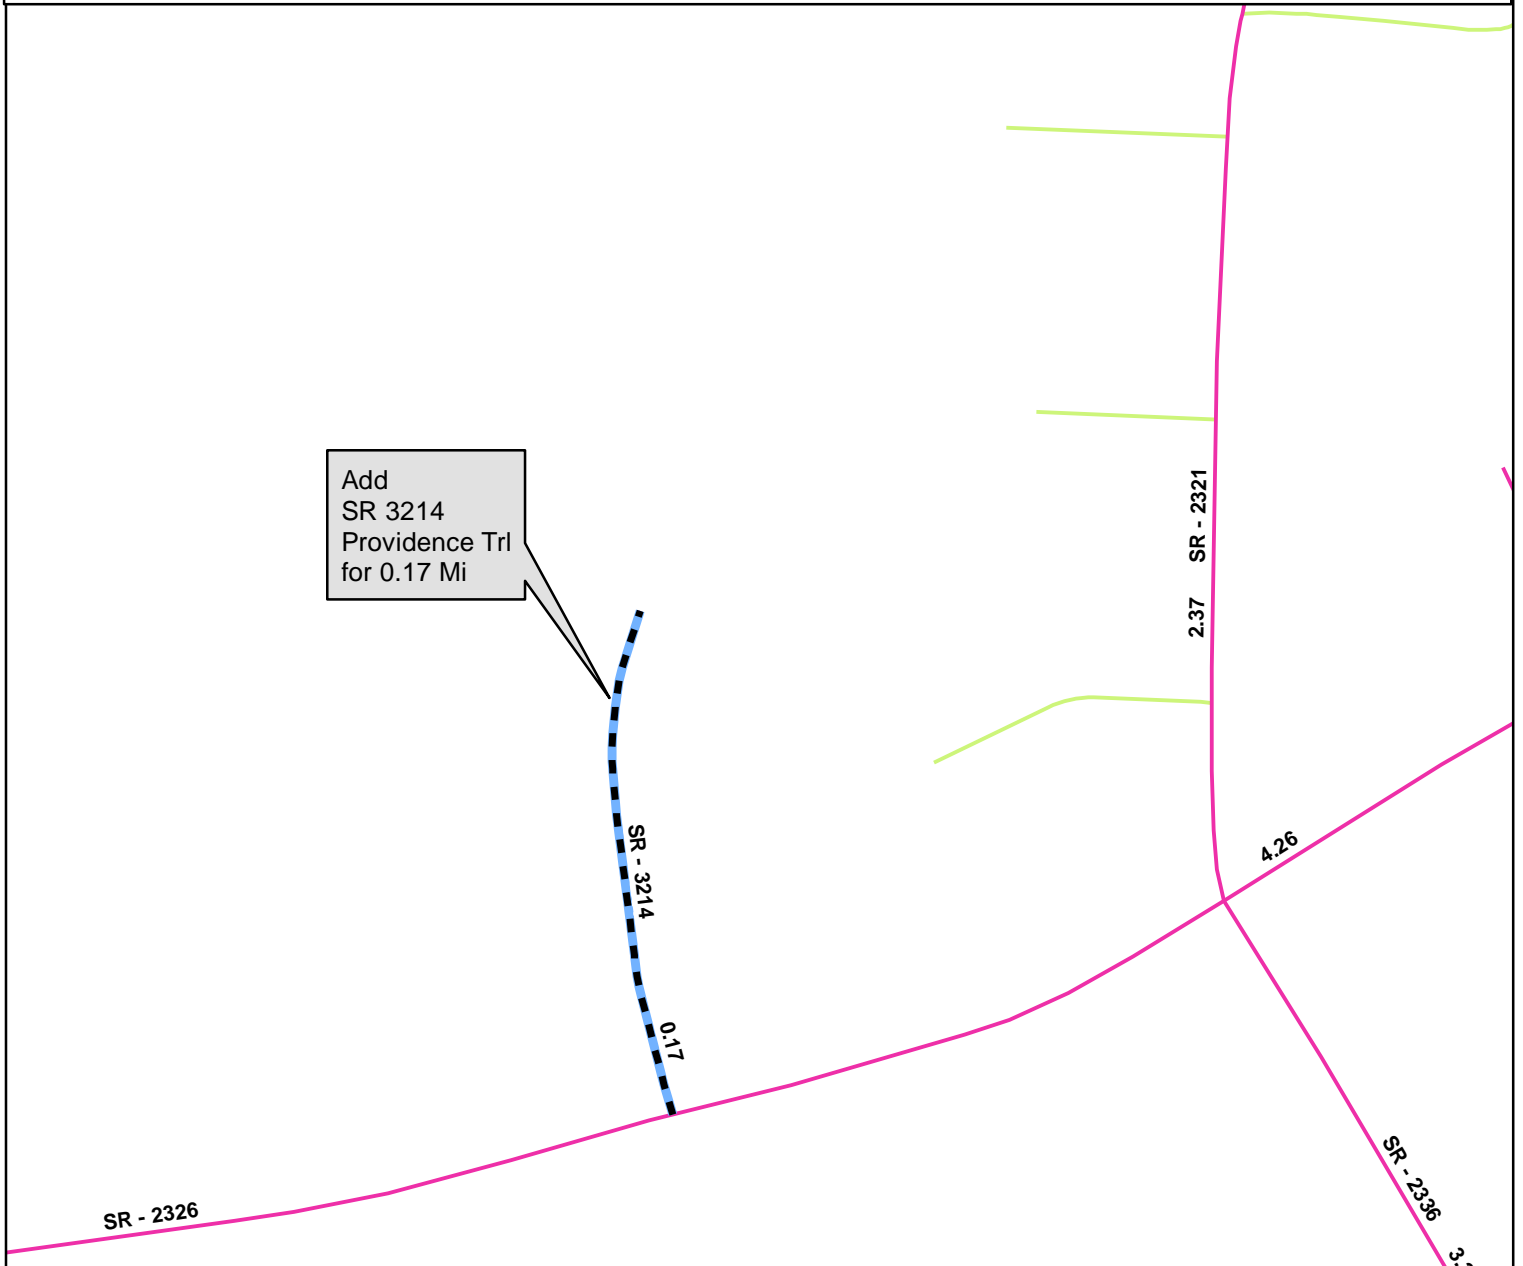 Add
SR 3214
Providence Trl
for 0.17 Mi
SR - 2321
2.37
4.26
SR - 3214
0.17
SR - 2326
SR - 2336